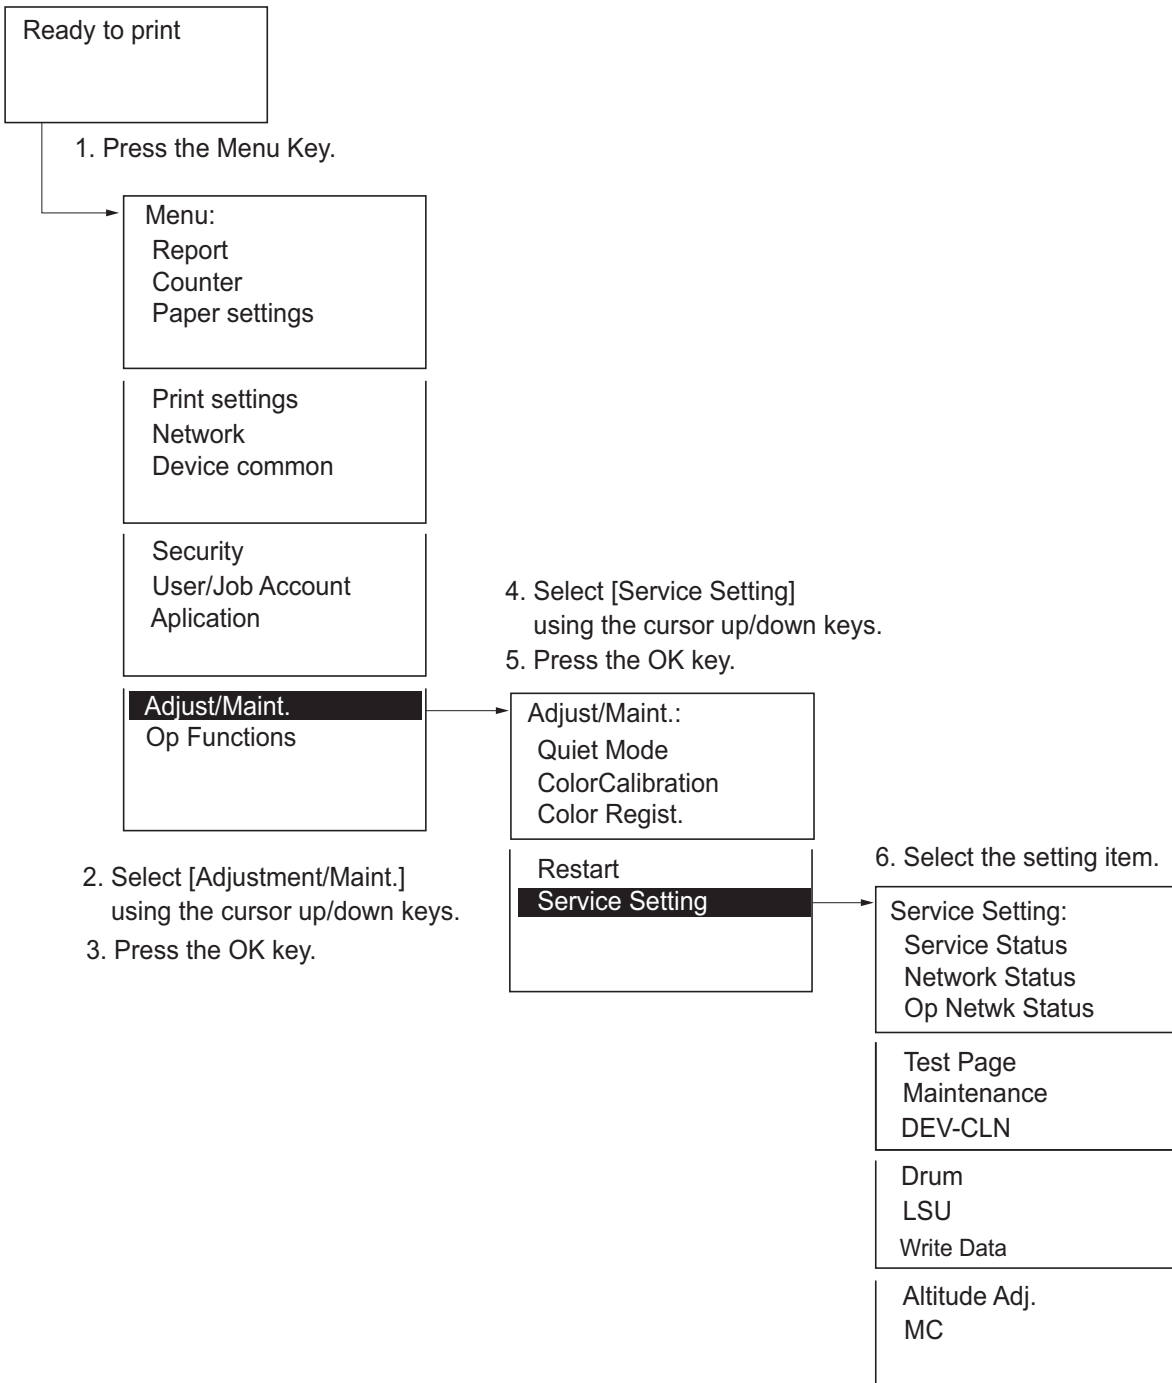 Ready to print
1. Press the Menu Key.
Menu:
Report
Counter
Paper settings
Print settings
Network
Device common
Security
User/Job Account
Aplication
Adjust/Maint.
Op Functions
2. Select [Adjustment/Maint.]
using the cursor up/down keys.
3. Press the OK key.
4. Select [Service Setting]
using the cursor up/down keys.
5. Press the OK key.
Adjust/Maint.:
Quiet Mode
ColorCalibration
Color Regist.
Restart
Service Setting
6. Select the setting item.
Service Setting:
Service Status
Network Status
Op Netwk Status
Test Page
Maintenance
DEV-CLN
Drum
LSU
Write Data
Altitude Adj.
MC